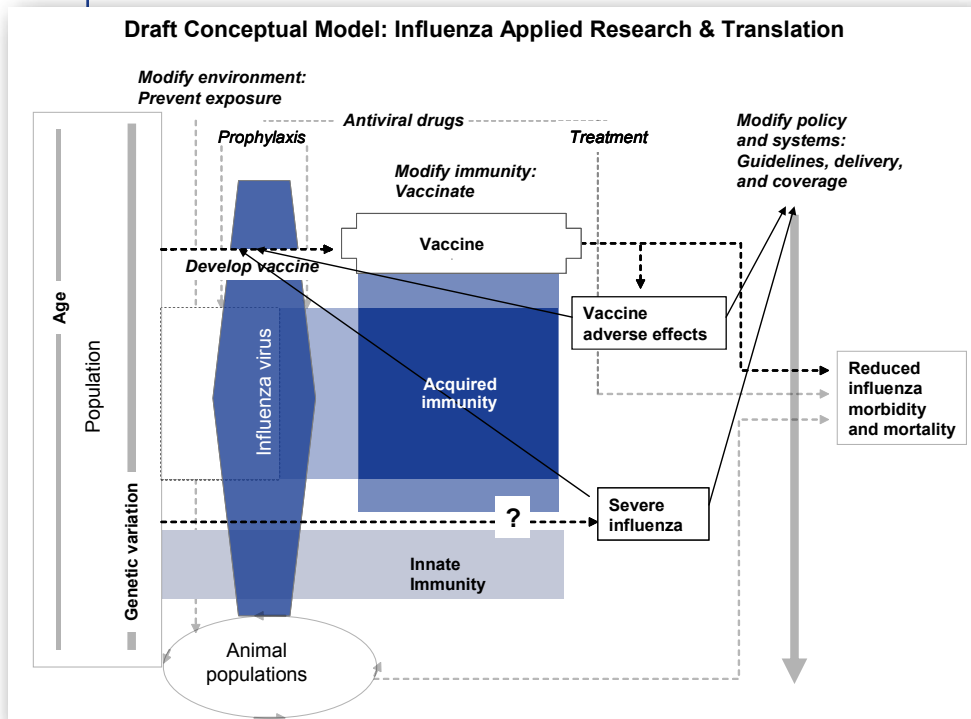 Draft Conceptual Model: Influenza Applied Research & Translation
Modify environment:
Prevent exposure
Antiviral drugs
Prophylaxis
Treatment
Modify policy
and systems:
Guidelines, delivery,
and coverage
Modify immunity:
Vaccinate
Vaccine
Develop vaccine
Vaccine
adverse effects
Age
Population
Genetic variation
Influenza virus
Acquired
immunity
Reduced
influenza
morbidity
and mortality
?
Severe
influenza
Innate
Immunity
Animal
populations